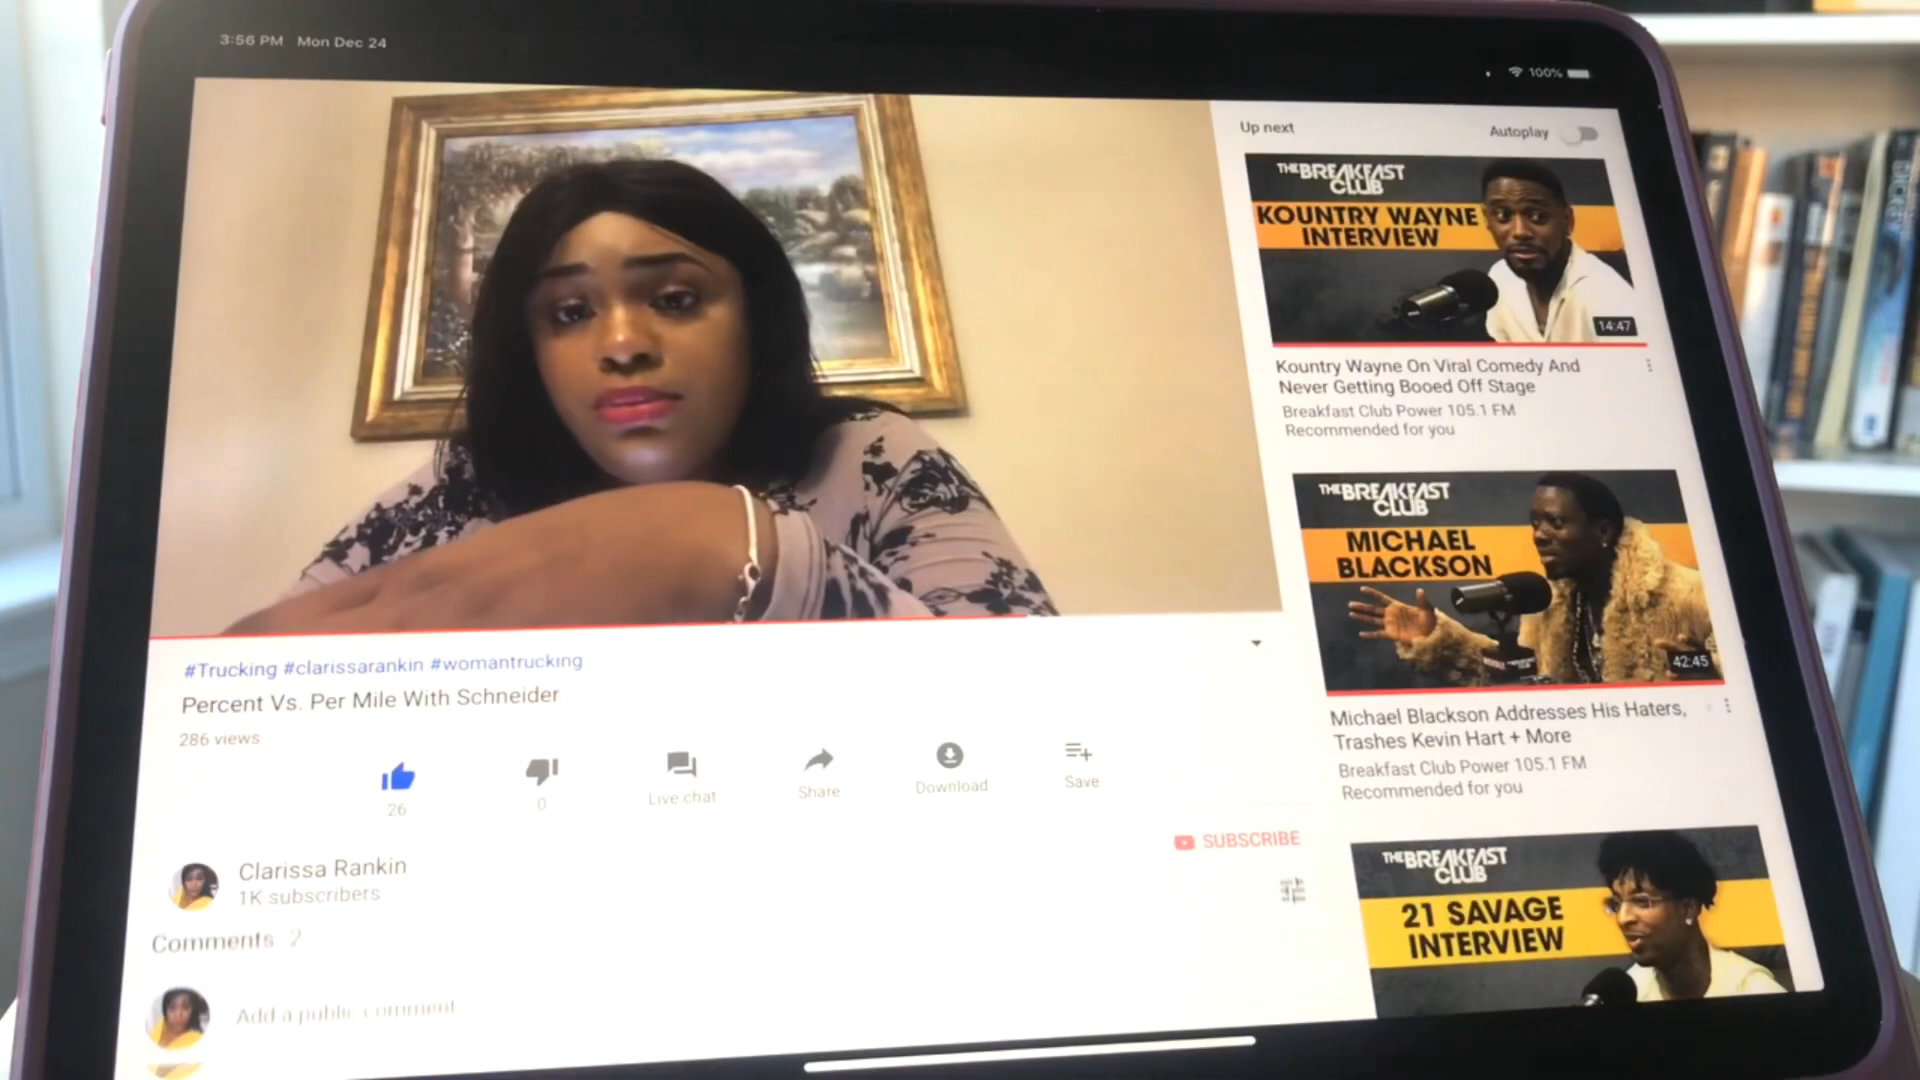 3:56 PM Mon Dec 24
100%
Up next
Autoplay
THE BREAKFAST
CLUB
KOUNTRY WAYNE
INTERVIEW
14:47
Kountry Wayne On Viral Comedy And
Never Getting Booed Off Stage
Breakfast Club Power 105.1 FM
Recommended for you
THE BREAKFAST
CLUB
MICHAEL
BLACKSON
42:45
Michael Blackson Addresses His Haters,
Trashes Kevin Hart + More
Breakfast Club Power 105.1 FM
Recommended for you
THE BREAKFAST
CLUB
21 SAVAGE
INTERVIEW
#Trucking #clarissarankin #womantrucking
Percent Vs. Per Mile With Schneider
286 views
26
0
Live chat
Share
Download
Save
Clarissa Rankin
1K subscribers
SUBSCRIBE
Comments 2
Add a public comment